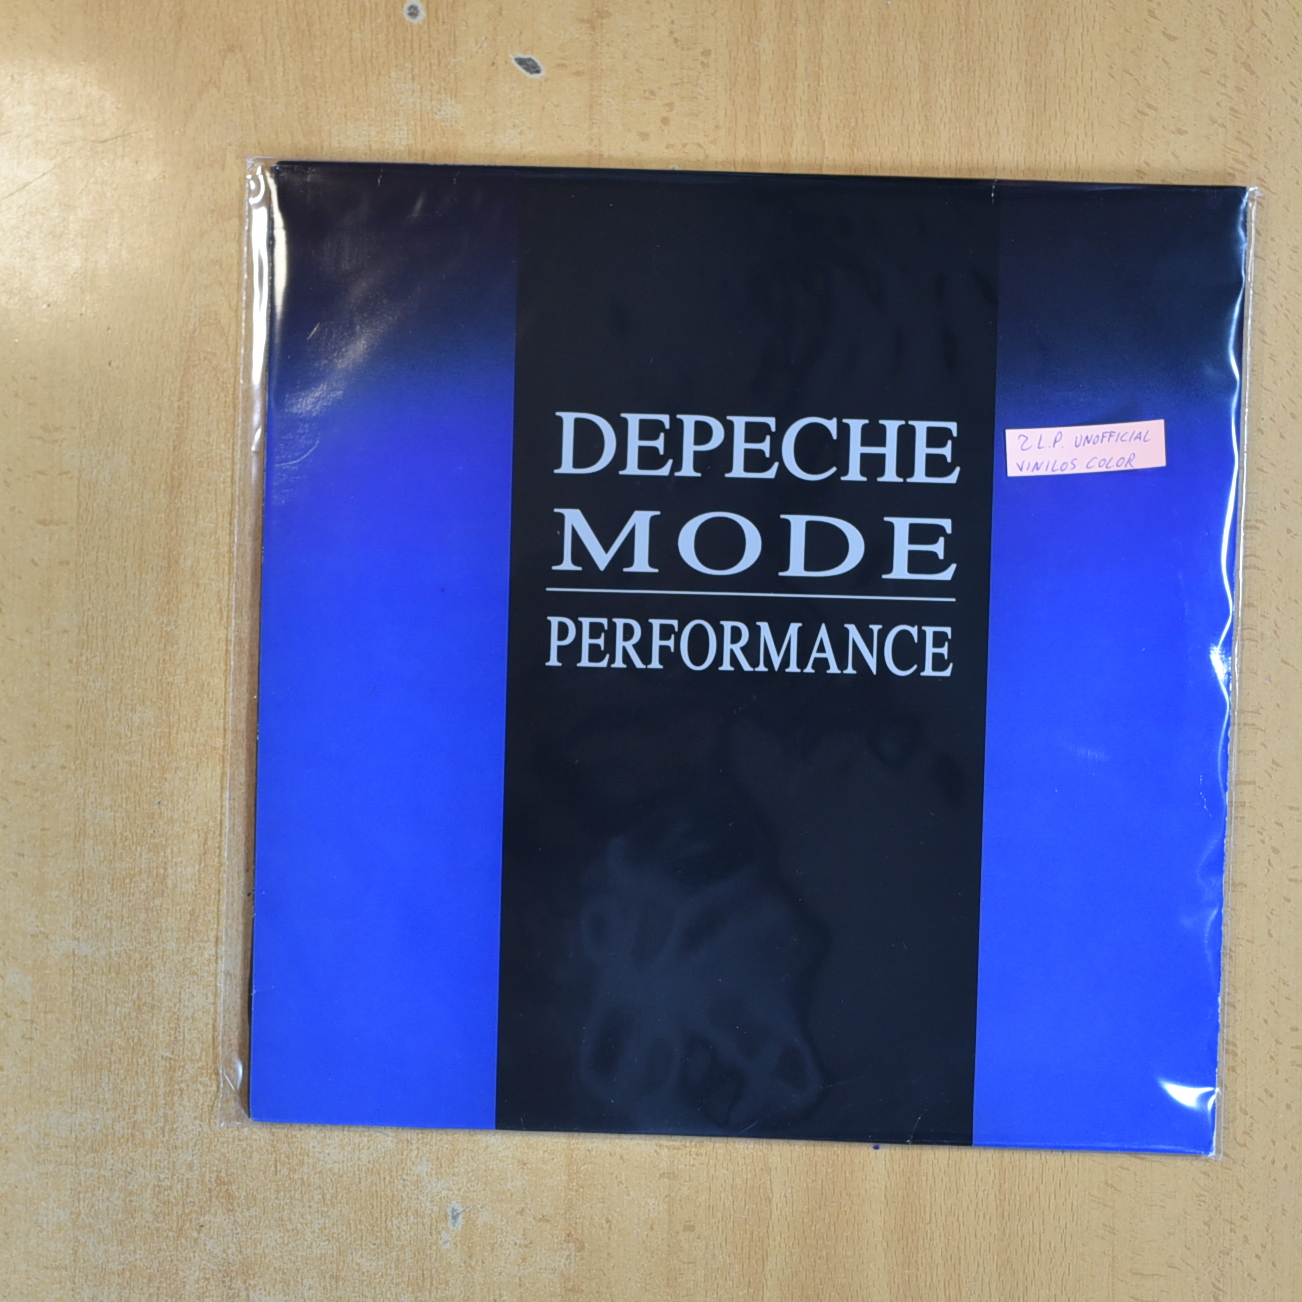 DEPECHE
MODE
PERFORMANCE
2 L.P. UNOFFICIAL
VINILOS COLOR